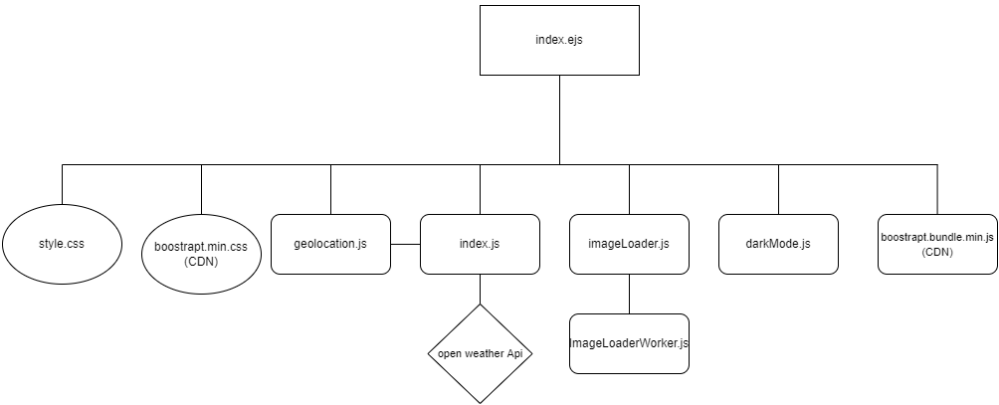 index.ejs
style.css
boostrapt.min.css
(CDN)
geolocation.js
index.js
imageLoader.js
darkMode.js
boostrapt.bundle.min.js
(CDN)
open weather Api
ImageLoaderWorker.js